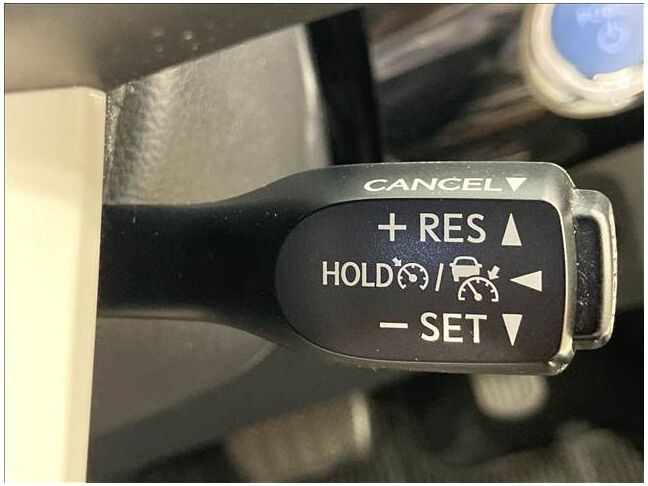 CANCEL▼
+ RES ▲
HOLD / ◀
− SET ▼